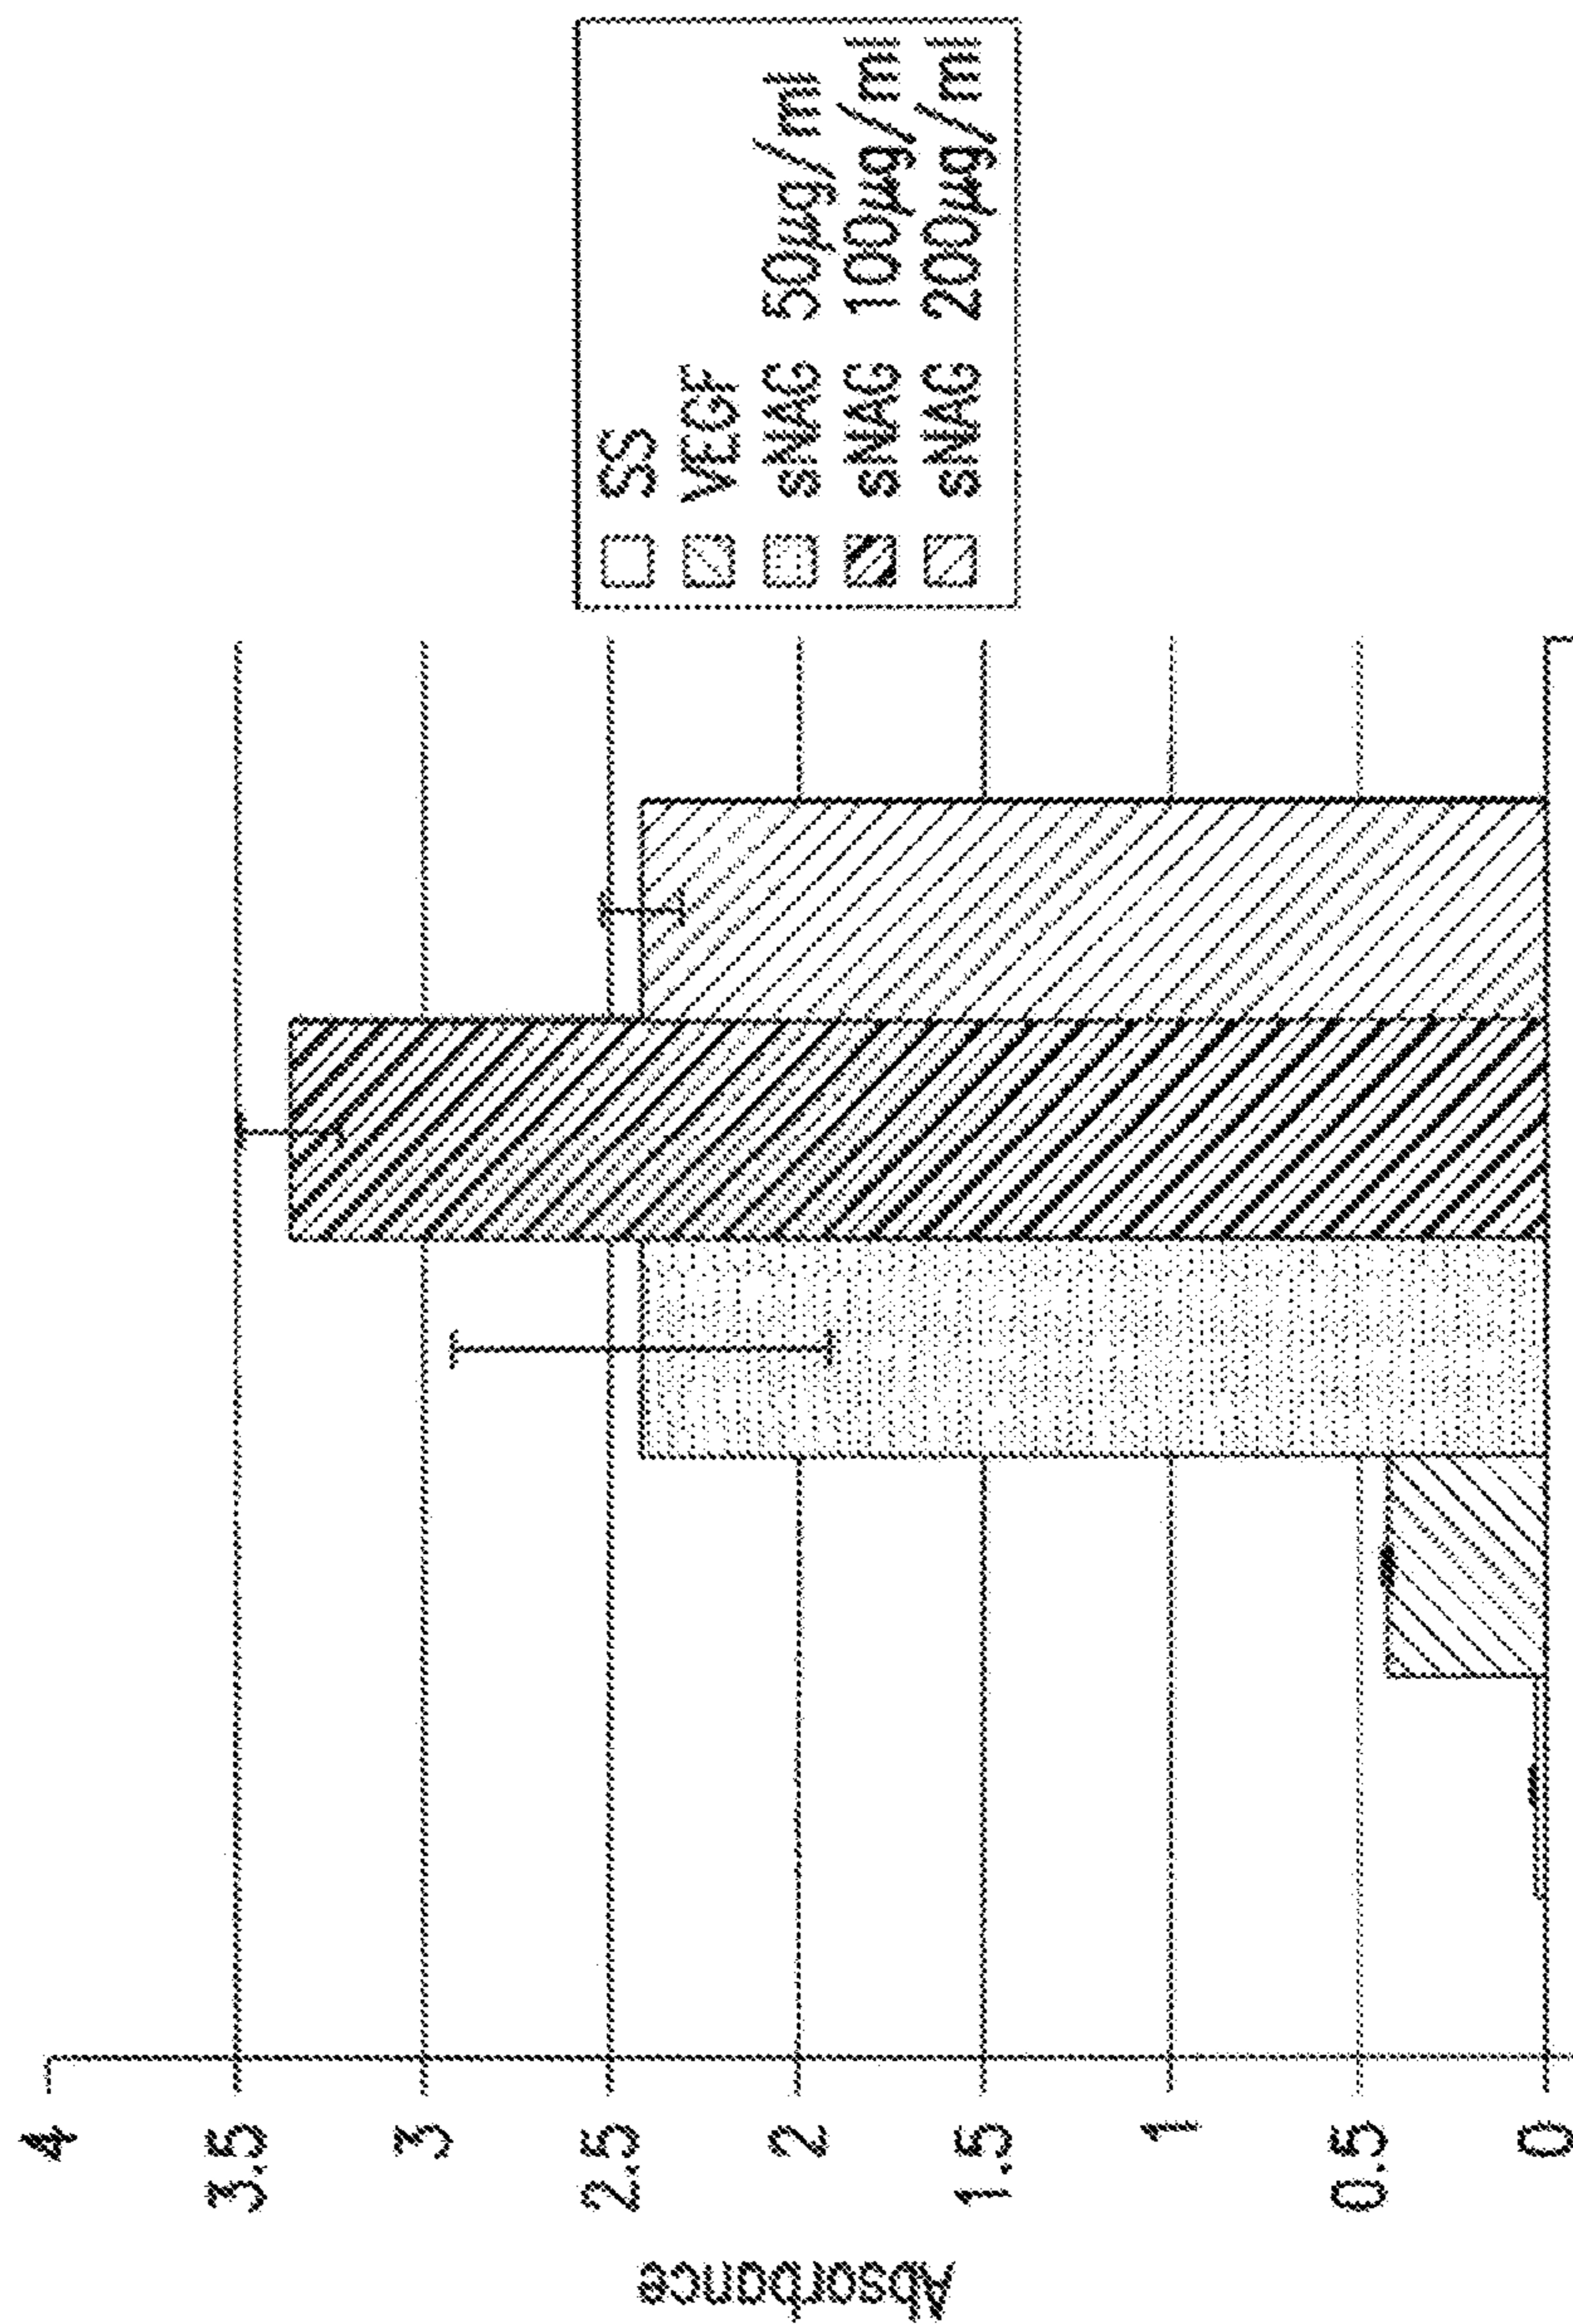 Absorbance
4
3.5
3
2.5
2
1.5
1
0.5
0
SS
VEGF
sNAG 50µg/ml
sNAG 100µg/ml
sNAG 200µg/ml